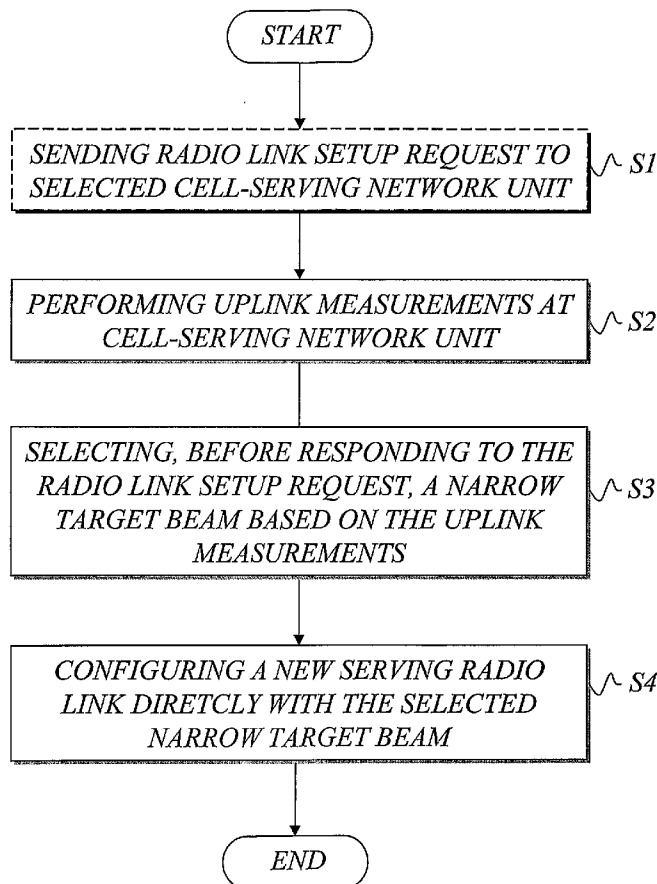 START
SENDING RADIO LINK SETUP REQUEST TO
SELECTED CELL-SERVING NETWORK UNIT
S1
PERFORMING UPLINK MEASUREMENTS AT
CELL-SERVING NETWORK UNIT
S2
SELECTING, BEFORE RESPONDING TO THE
RADIO LINK SETUP REQUEST, A NARROW
TARGET BEAM BASED ON THE UPLINK
MEASUREMENTS
S3
CONFIGURING A NEW SERVING RADIO
LINK DIRETCLY WITH THE SELECTED
NARROW TARGET BEAM
S4
END